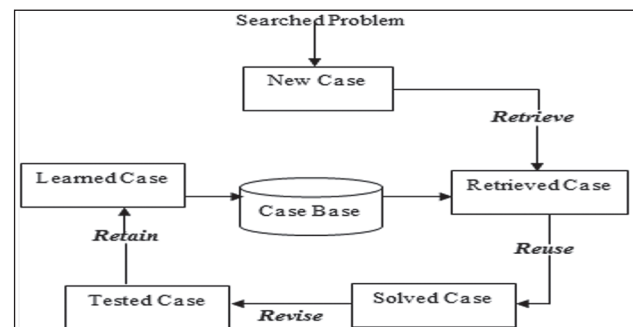 Searched Problem
New Case
Retrieve
Learned Case
Case Base
Retrieved Case
Retain
Reuse
Tested Case
Revise
Solved Case